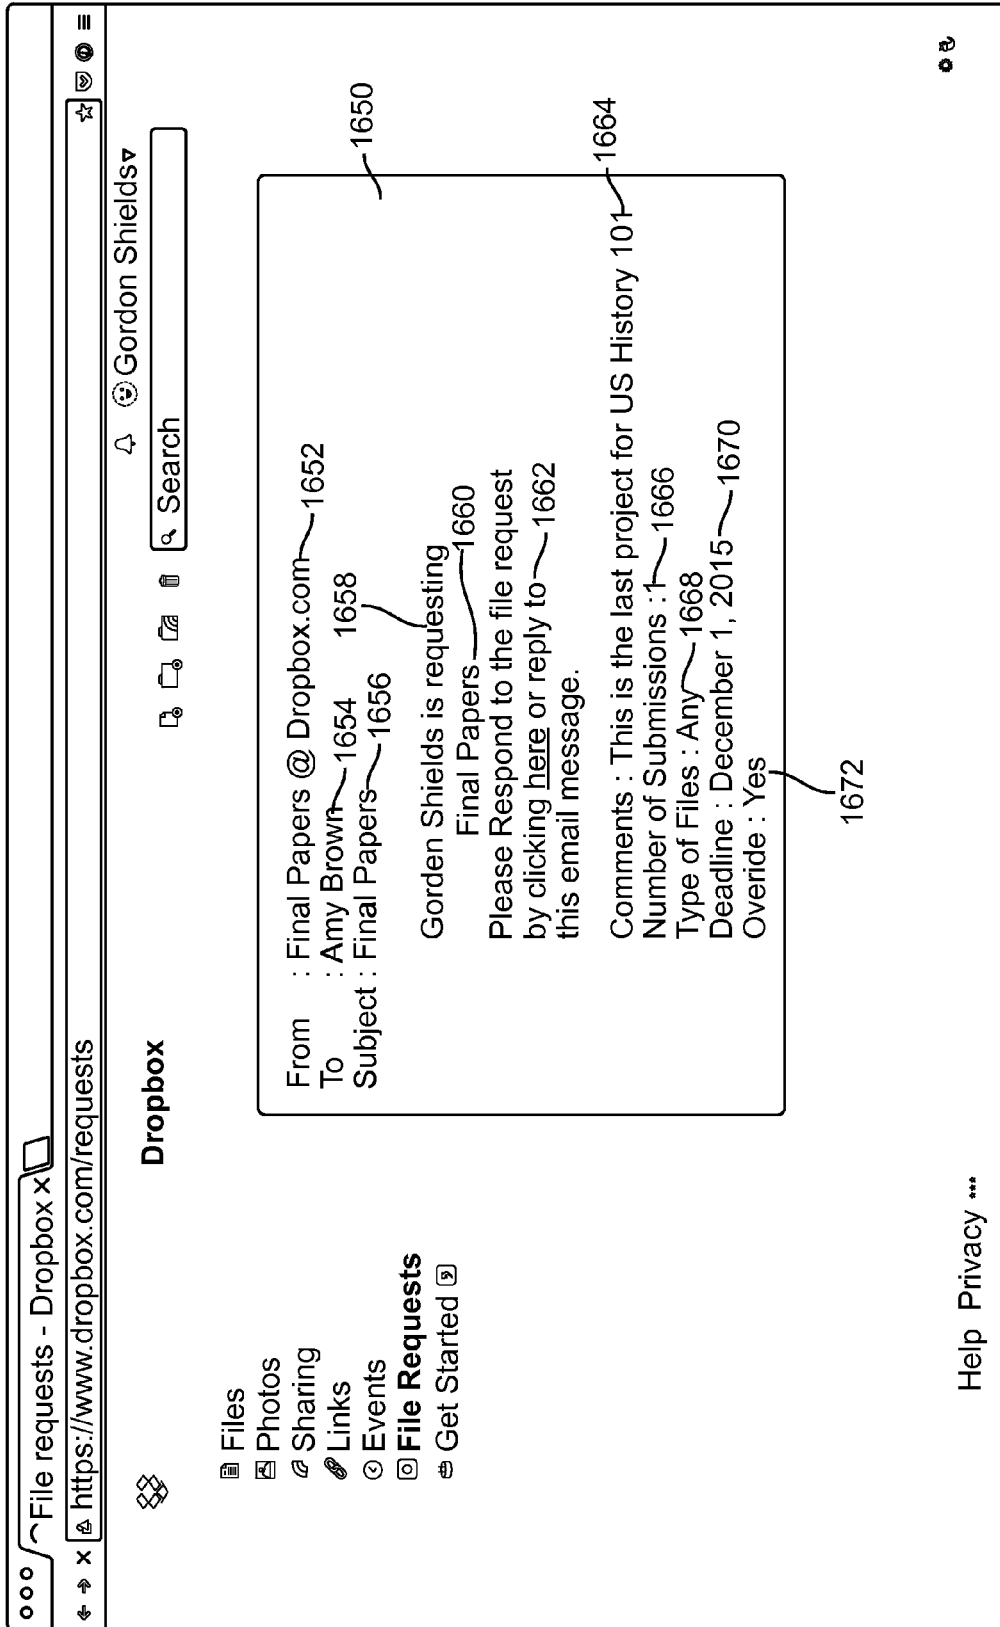 File requests - Dropbox x
https://www.dropbox.com/requests
Gordon Shields
Dropbox
Search
Files
Photos
Sharing
Links
Events
File Requests
Get Started
1650
From : Final Papers @ Dropbox.com 1652
To : Amy Brown 1654
Subject : Final Papers 1656
1658
Gorden Shields is requesting
Final Papers 1660
Please Respond to the file request
by clicking here or reply to 1662
this email message.
Comments : This is the last project for US History 101 1664
Number of Submissions : 1 1666
Type of Files : Any 1668
Deadline : December 1, 2015 1670
Overide : Yes
1672
Help Privacy •••